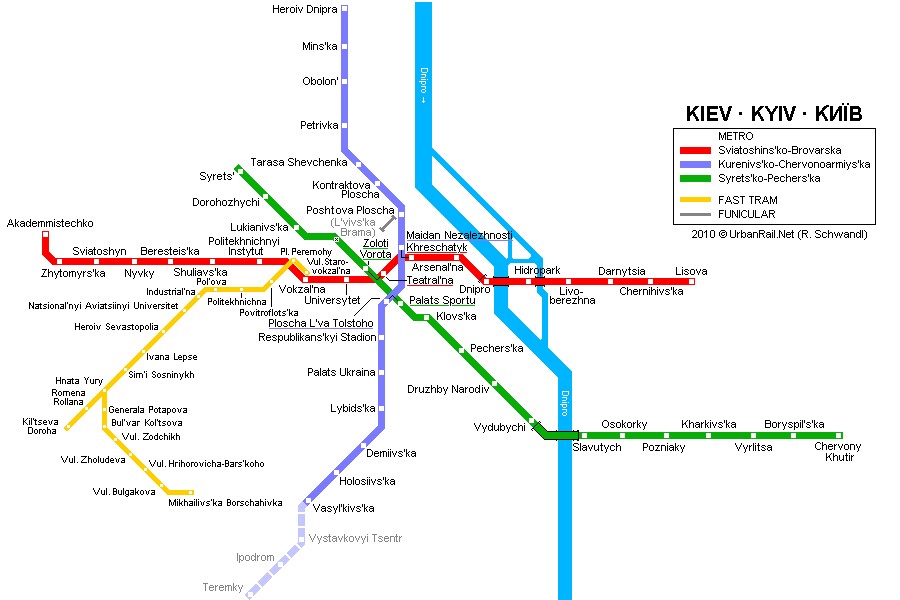 Heroiv Dnipra
Mins'ka
Obolon'
Petrivka
Tarasa Shevchenka
Kontraktova
Ploscha
Poshtova Ploscha
(L'vivs'ka
Brama)
Maidan Nezalezhnosti
Khreschatyk
Dnipro →
KIEV · KYIV · КИЇВ
METRO
Sviatoshins'ko-Brovarska
Kurenivs'ko-Chervonoarmiys'ka
Syrets'ko-Pechers'ka
FAST TRAM
FUNICULAR
2010 @ UrbanRail.Net (R. Schwandl)
Syrets'
Dorohozhychi
Lukianivs'ka
Zoloti
Vorota
Akademmistechko
Zhytomyrs'ka
Sviatoshyn
Nyvky
Beresteis'ka
Shuliavs'ka
Politekhnichnyi
Instytut
Pl.Peremohy
Vul.Staro-
vokzal'na
Vokzal'na
Universytet
Teatral'na
Arsenal'na
Dnipro
Hidropark
Livo-
berezhna
Darnytsia
Chernihivs'ka
Lisova
Pol'ova
Industrial'na
Politekhnichna
Povitroflots'ka
Natsional'nyi Aviatsiinyi Universitet
Heroiv Sevastopolia
Ivana Lepse
Sim'i Sosninykh
Hnata Yury
Romena
Rollana
Kil'tseva
Doroha
Generala Potapova
Bul'var Kol'tsova
Vul. Zodchikh
Vul. Zholudeva
Vul. Hrihorovicha-Bars'koho
Vul. Bulgakova
Mikhailivs'ka Borschahivka
Palats Sportu
Klovs'ka
Ploscha L'va Tolstoho
Respublikans'kyi Stadion
Pechers'ka
Palats Ukraina
Druzhby Narodiv
Lybids'ka
Vydubychi
Dnipro
Slavutych
Osokorky
Pozniaky
Kharkivs'ka
Vyrlitsa
Boryspil's'ka
Chervony
Khutir
Demiivs'ka
Holosiivs'ka
Vasyl'kivs'ka
Vystavkovyi Tsentr
Ipodrom
Teremky